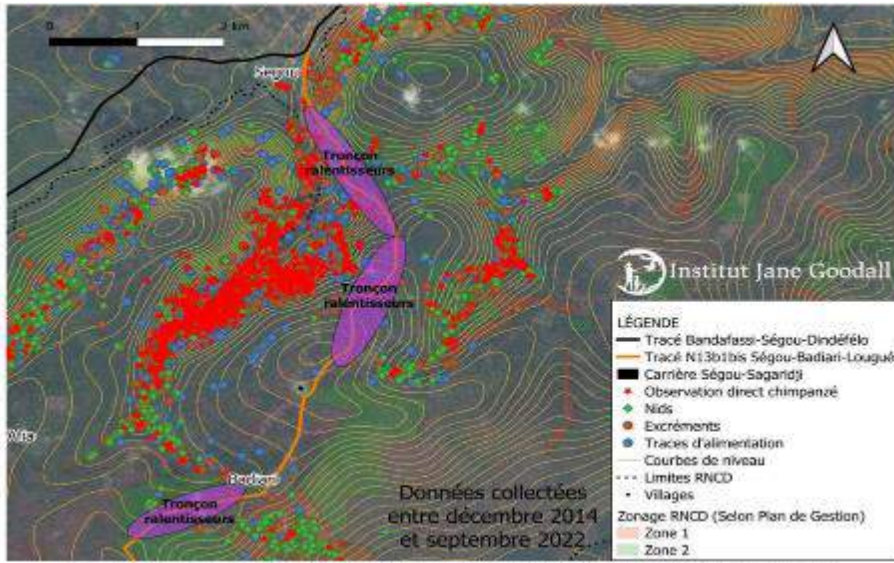 0 1 2 km
Ségou
Tronçon
ralentisseurs
Tronçon
ralentisseurs
Institut Jane Goodall
LÉGENDE
Tracé Bandafassi-Ségou-Dindéfélo
Tracé N13b1bis Ségou-Badiari-Lougué
Carrière Ségou-Sagaridji
Observation direct chimpanzé
Nids
Excréments
Traces d'alimentation
Courbes de niveau
Limites RNCD
Villages
Zonage RNCD (Selon Plan de Gestion)
Zone 1
Zone 2
Badiari
Tronçon
ralentisseurs
Données collectées
entre décembre 2014
et septembre 2022